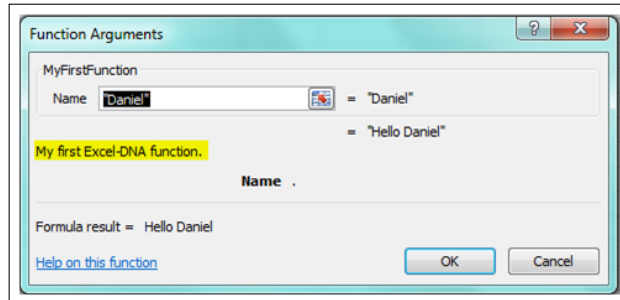 Function Arguments
MyFirstFunction
Name "Daniel" = "Daniel"
= "Hello Daniel"
My first Excel-DNA function.
Name .
Formula result = Hello Daniel
Help on this function OK Cancel